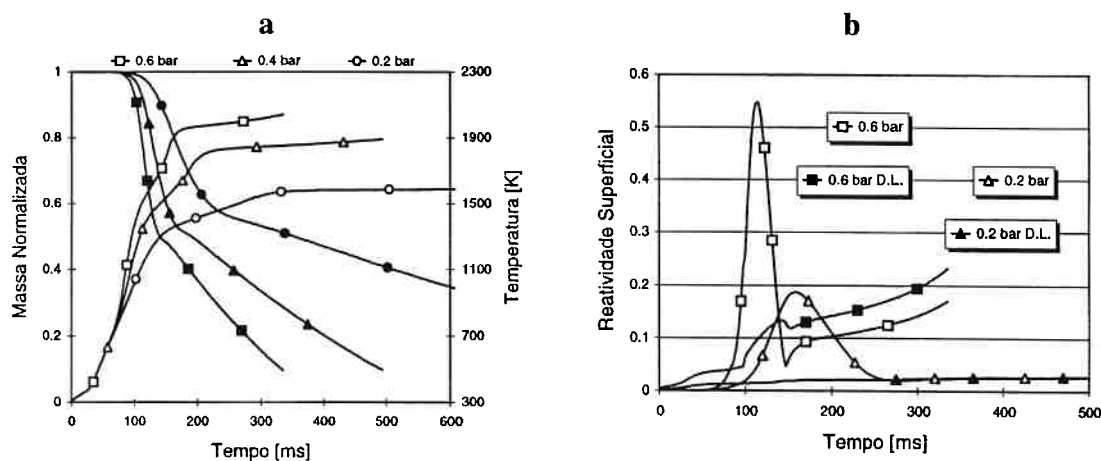 a
0.6 bar 0.4 bar 0.2 bar
Massa Normalizada
1
0.8
0.6
0.4
0.2
0
2300
1900
1500
1100
700
300
Temperatura [K]
0 100 200 300 400 500 600
Tempo [ms]
b
Reatividade Superficial
0.6
0.5
0.4
0.3
0.2
0.1
0
0.6 bar
0.6 bar D.L.
0.2 bar
0.2 bar D.L.
0 100 200 300 400 500
Tempo [ms]